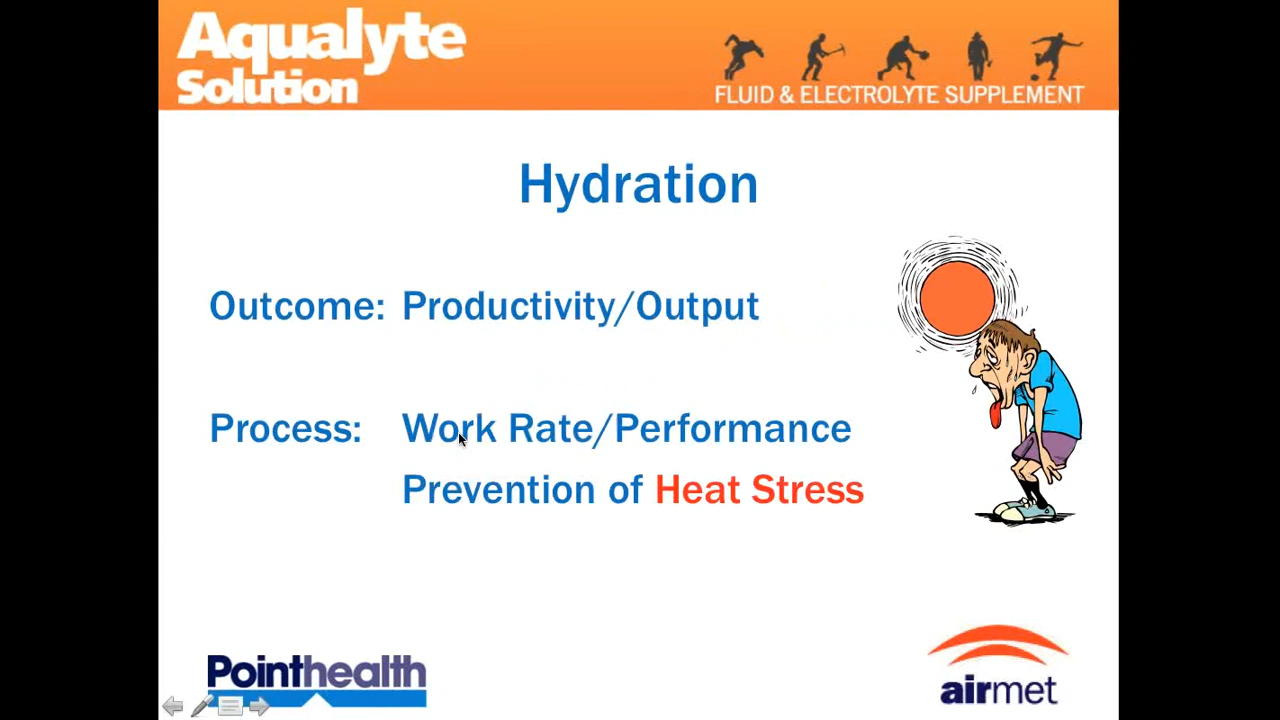 Aqualyte
Solution
FLUID & ELECTROLYTE SUPPLEMENT
Hydration
Outcome: Productivity/Output
Process: Work Rate/Performance
Prevention of Heat Stress
Pointhealth
airmet